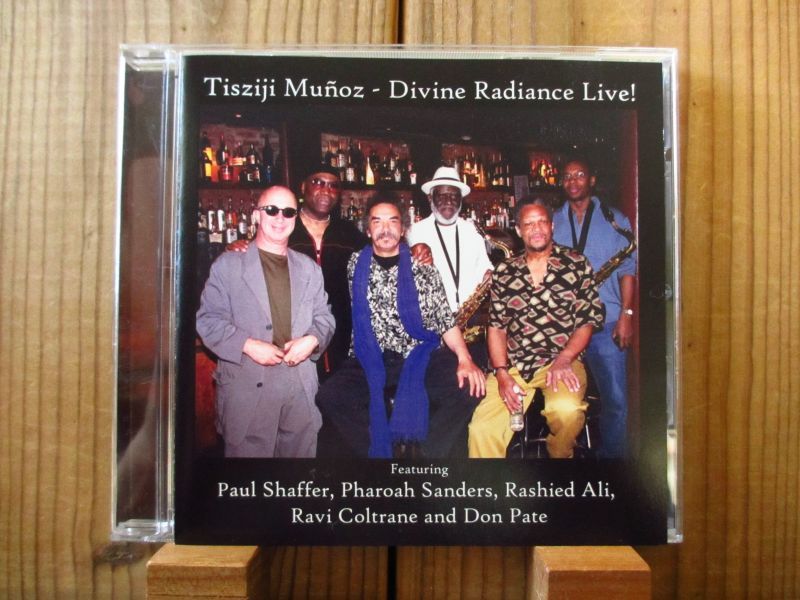 Tisziji Muñoz - Divine Radiance Live!
Featuring
Paul Shaffer, Pharoah Sanders, Rashied Ali,
Ravi Coltrane and Don Pate